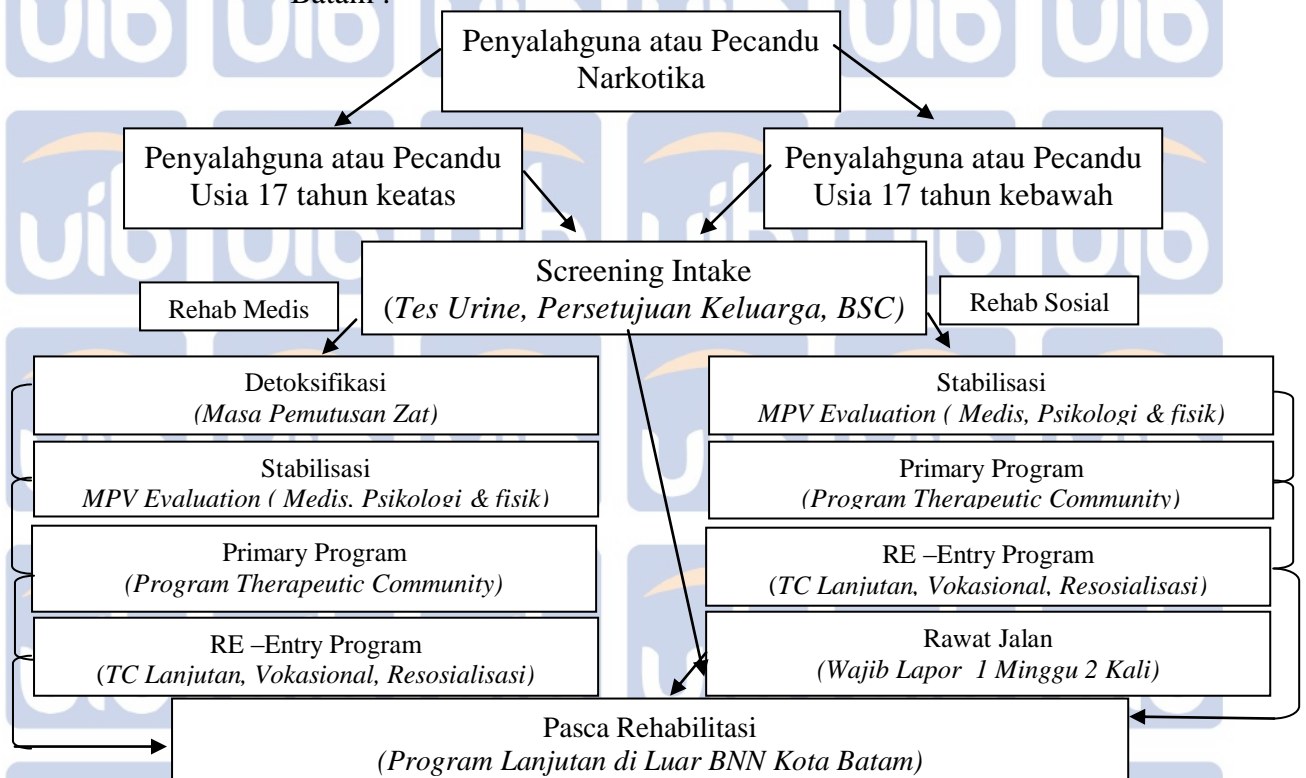 Batam :
Penyalahguna atau Pecandu
Narkotika
Penyalahguna atau Pecandu
Usia 17 tahun keatas
Penyalahguna atau Pecandu
Usia 17 tahun kebawah
Screening Intake
(Tes Urine, Persetujuan Keluarga, BSC)
Rehab Medis
Rehab Sosial
Detoksifikasi
(Masa Pemutusan Zat)
Stabilisasi
MPV Evaluation ( Medis, Psikologi & fisik)
Primary Program
(Program Therapeutic Community)
RE –Entry Program
(TC Lanjutan, Vokasional, Resosialisasi)
Stabilisasi
MPV Evaluation ( Medis, Psikologi & fisik)
Primary Program
(Program Therapeutic Community)
RE –Entry Program
(TC Lanjutan, Vokasional, Resosialisasi)
Rawat Jalan
(Wajib Lapor 1 Minggu 2 Kali)
Pasca Rehabilitasi
(Program Lanjutan di Luar BNN Kota Batam)